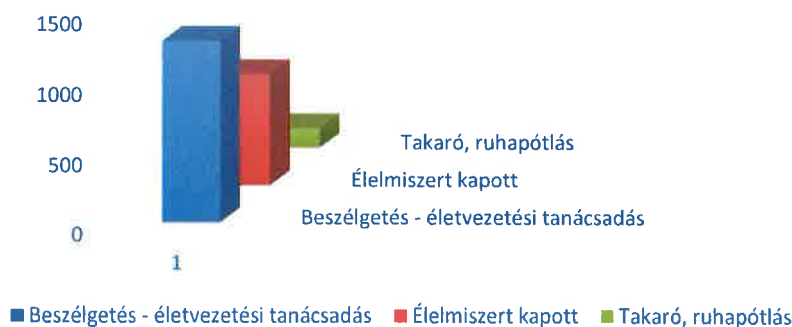 1500
1000
500
0
Takaró, ruhapótlás
Élelmiszert kapott
Beszélgetés - életvezetési tanácsadás
1
Beszélgetés - életvezetési tanácsadás Élelmiszert kapott Takaró, ruhapótlás